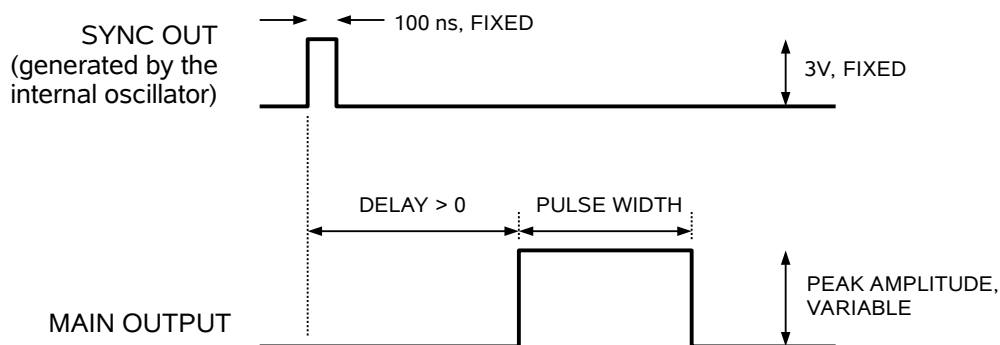 100 ns, FIXED
SYNC OUT
(generated by the
internal oscillator)
3V, FIXED
DELAY > 0
PULSE WIDTH
PEAK AMPLITUDE,
VARIABLE
MAIN OUTPUT